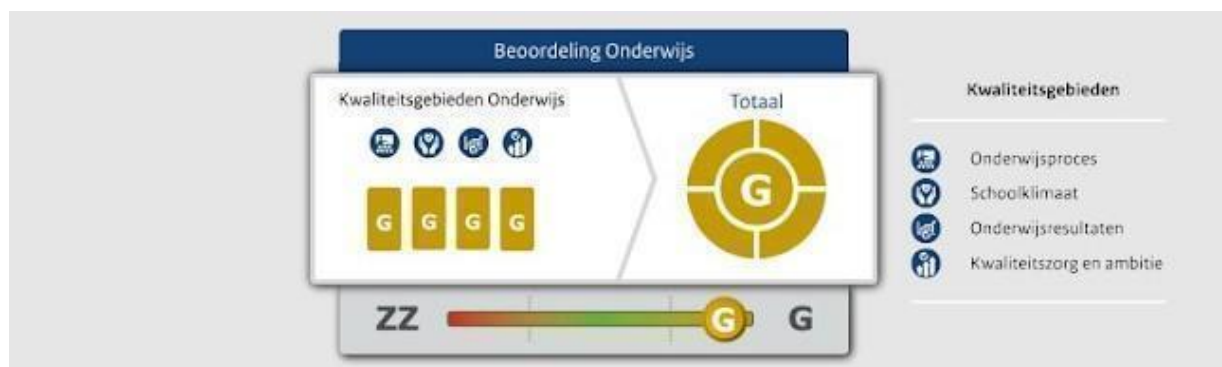 Beoordeling Onderwijs
Kwaliteitsgebieden Onderwijs
Totaal
G G G G
G
ZZ G G
Kwaliteitsgebieden
Onderwijsproces
Schoolklimaat
Onderwijsresultaten
Kwaliteitszorg en ambitie